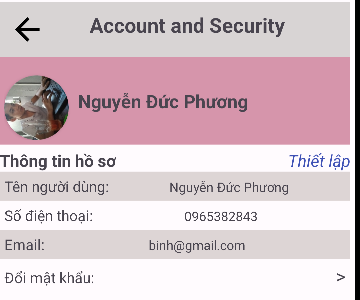 Account and Security
Nguyễn Đức Phương
Thông tin hồ sơ Thiết lập
Tên người dùng: Nguyễn Đức Phương
Số điện thoại: 0965382843
Email: binh@gmail.com
Đổi mật khẩu: >